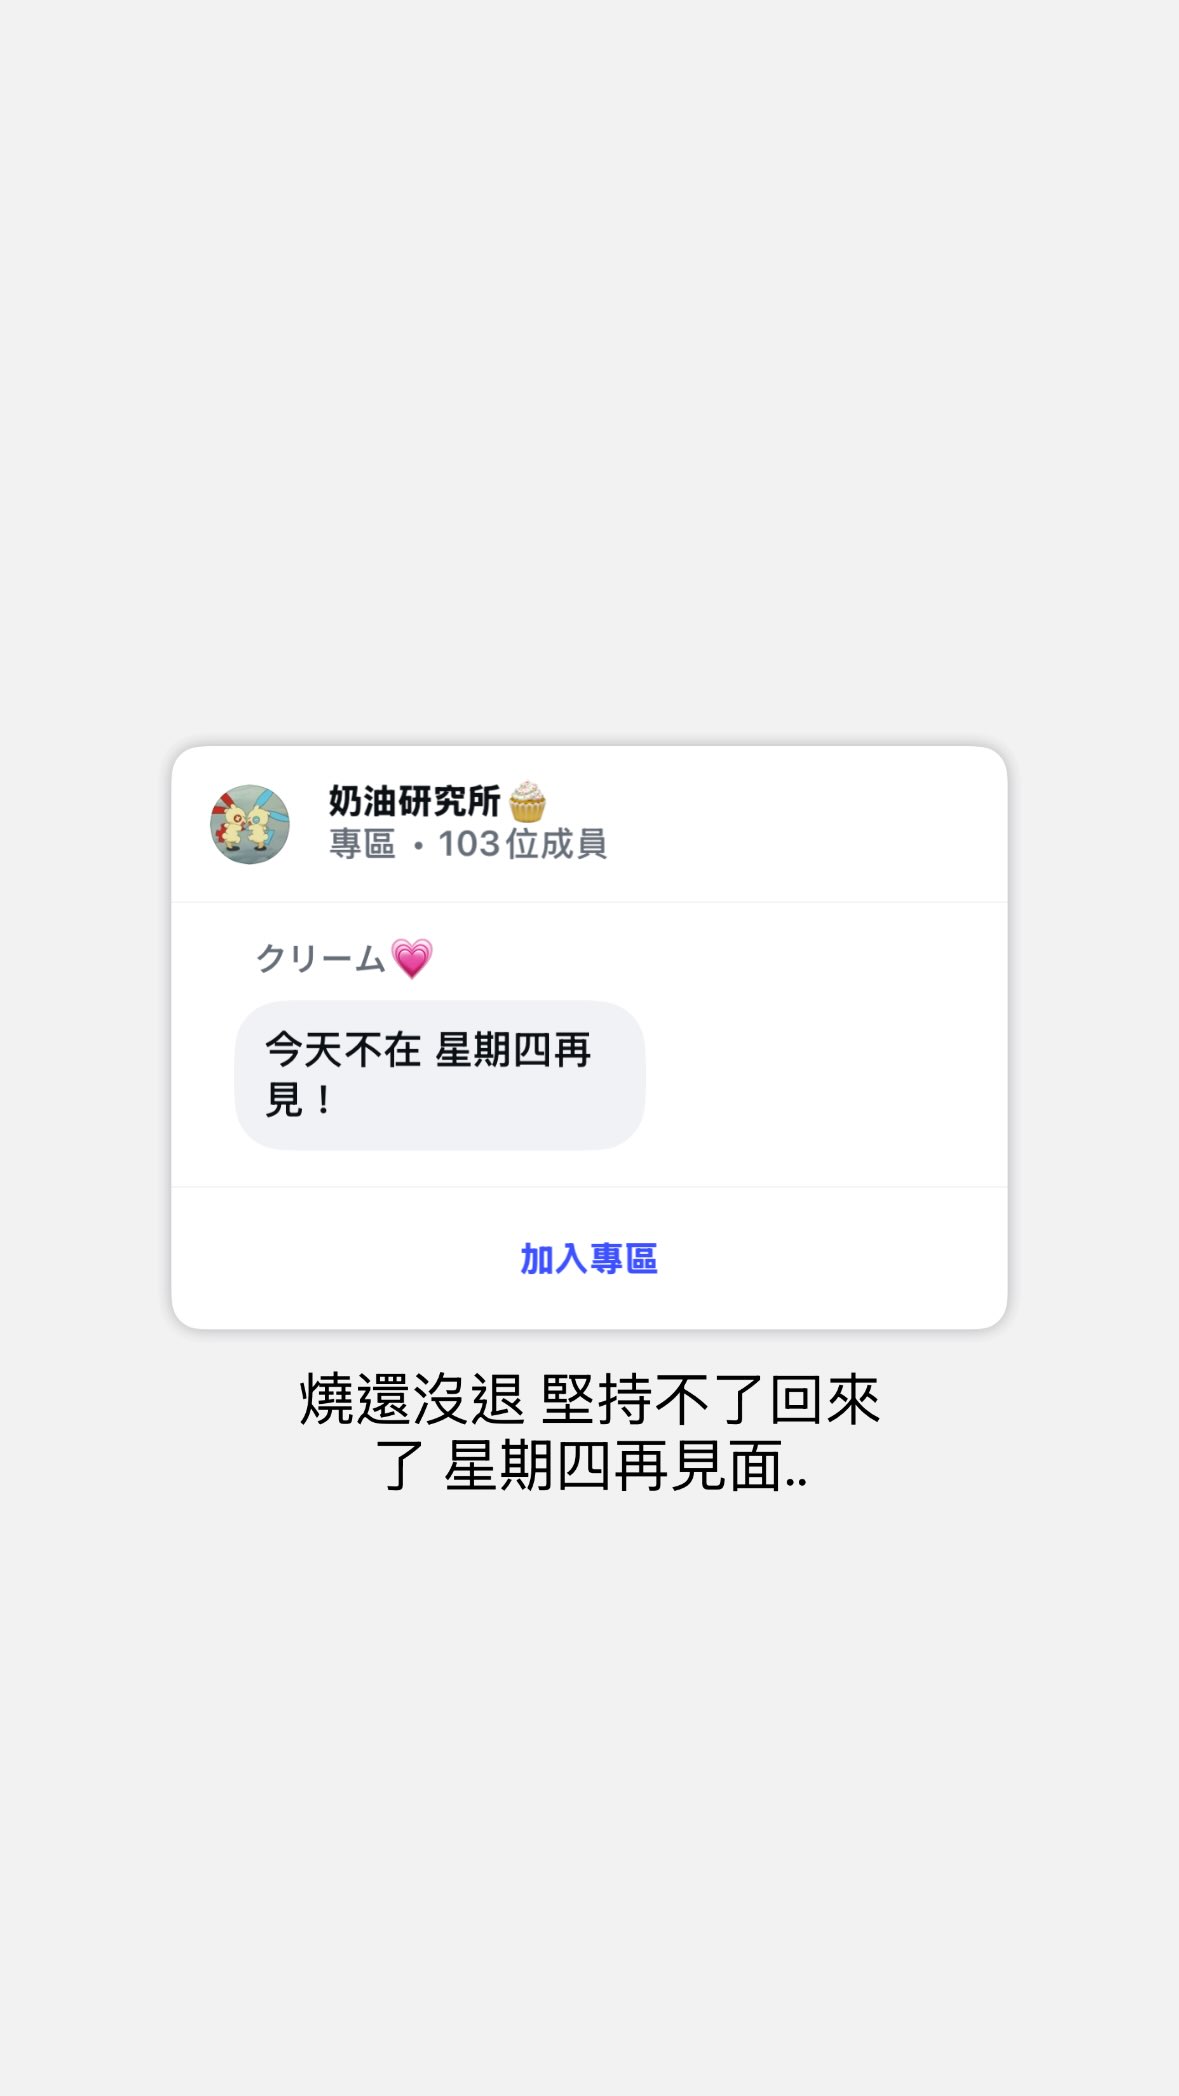 奶油研究所🧁
專區 • 103位成員
クリーム💗
今天不在 星期四再
見！
加入專區
燒還沒退 堅持不了回來
了 星期四再見面..